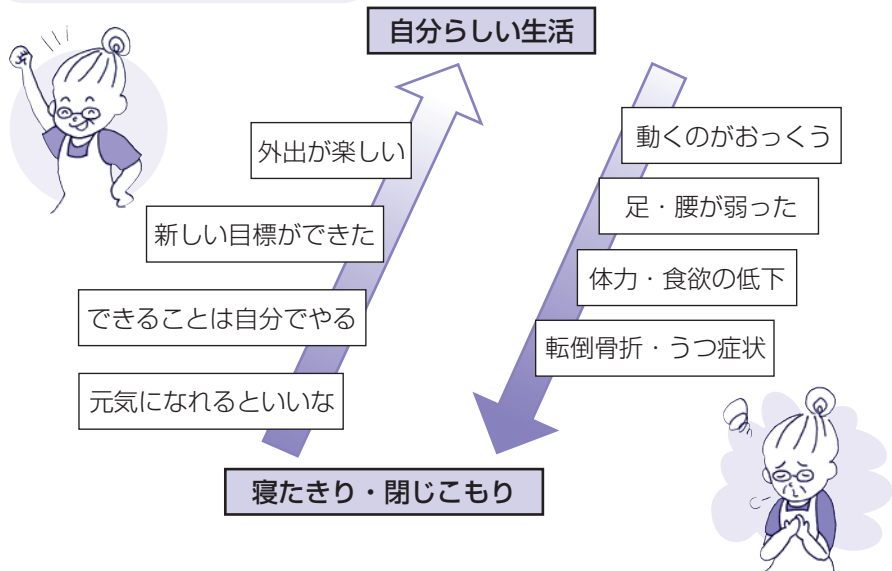 自分らしい生活
外出が楽しい
新しい目標ができた
できることは自分でやる
元気になれるといいな
動くのがおっくう
足・腰が弱った
体力・食欲の低下
転倒骨折・うつ症状
寝たきり・閉じこもり